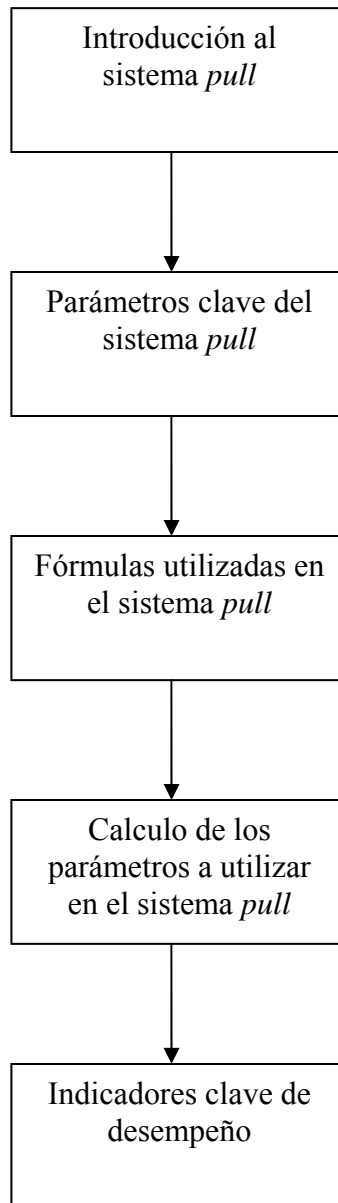 Introducción al
sistema pull
Parámetros clave del
sistema pull
Fórmulas utilizadas en
el sistema pull
Calculo de los
parámetros a utilizar
en el sistema pull
Indicadores clave de
desempeño